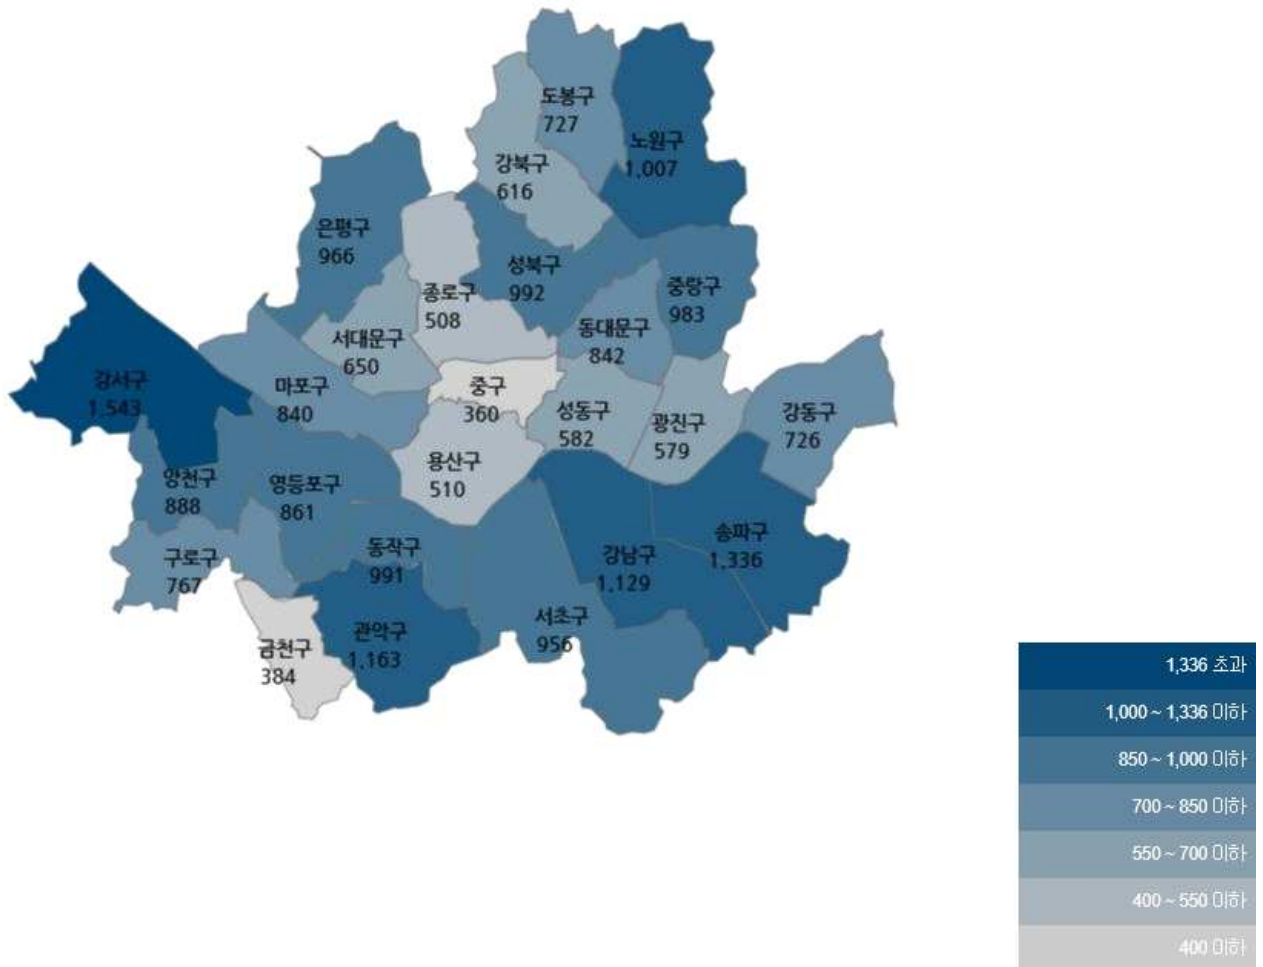 도봉구
727
노원구
1,007
강북구
616
은평구
966
성북구
992
중랑구
983
종로구
508
동대문구
842
서대문구
650
강서구
1,543
마포구
840
중구
360
성동구
582
광진구
579
강동구
726
용산구
510
양천구
888
영등포구
861
구로구
767
동작구
991
강남구
1,129
송파구
1,336
서초구
956
관악구
1,163
금천구
384
1,336 초과
1,000 ~ 1,336 이하
850 ~ 1,000 이하
700 ~ 850 이하
550 ~ 700 이하
400 ~ 550 이하
400 이하